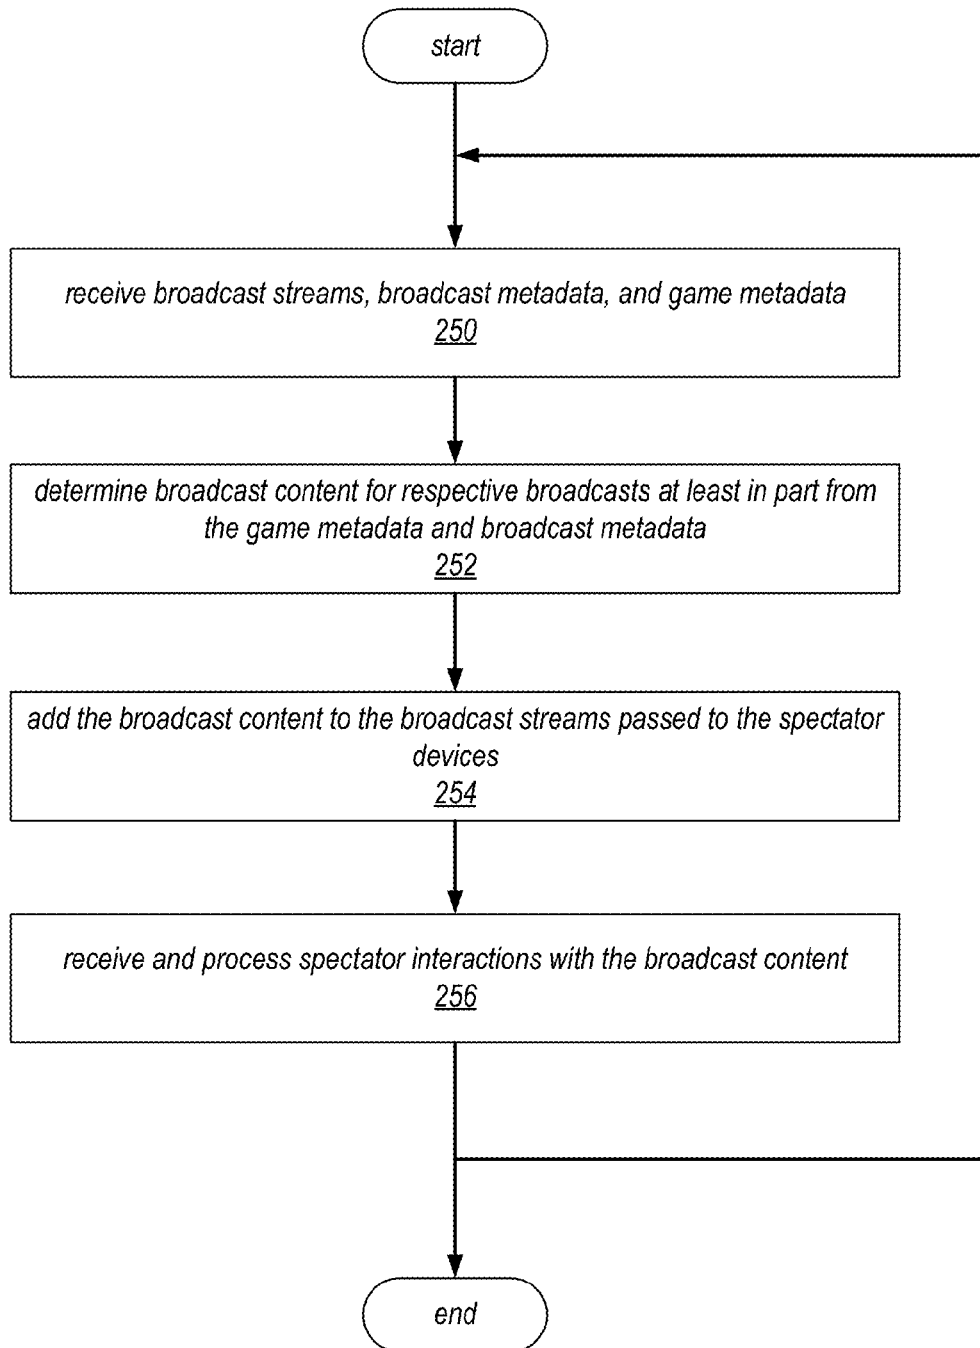 start
receive broadcast streams, broadcast metadata, and game metadata
250
determine broadcast content for respective broadcasts at least in part from
the game metadata and broadcast metadata
252
add the broadcast content to the broadcast streams passed to the spectator
devices
254
receive and process spectator interactions with the broadcast content
256
end